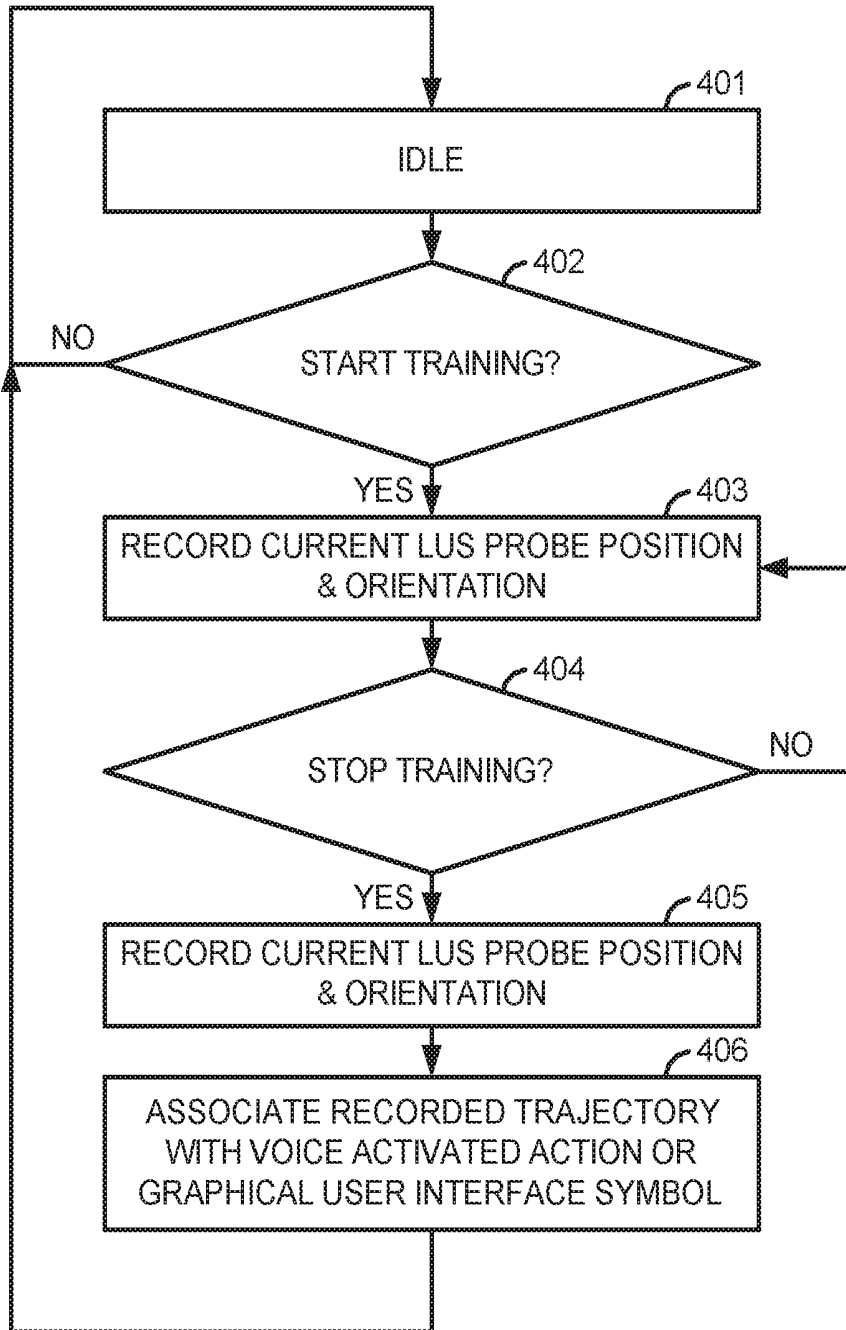 401
IDLE
402
NO
START TRAINING?
YES
403
RECORD CURRENT LUS PROBE POSITION
& ORIENTATION
404
NO
STOP TRAINING?
YES
405
RECORD CURRENT LUS PROBE POSITION
& ORIENTATION
406
ASSOCIATE RECORDED TRAJECTORY
WITH VOICE ACTIVATED ACTION OR
GRAPHICAL USER INTERFACE SYMBOL